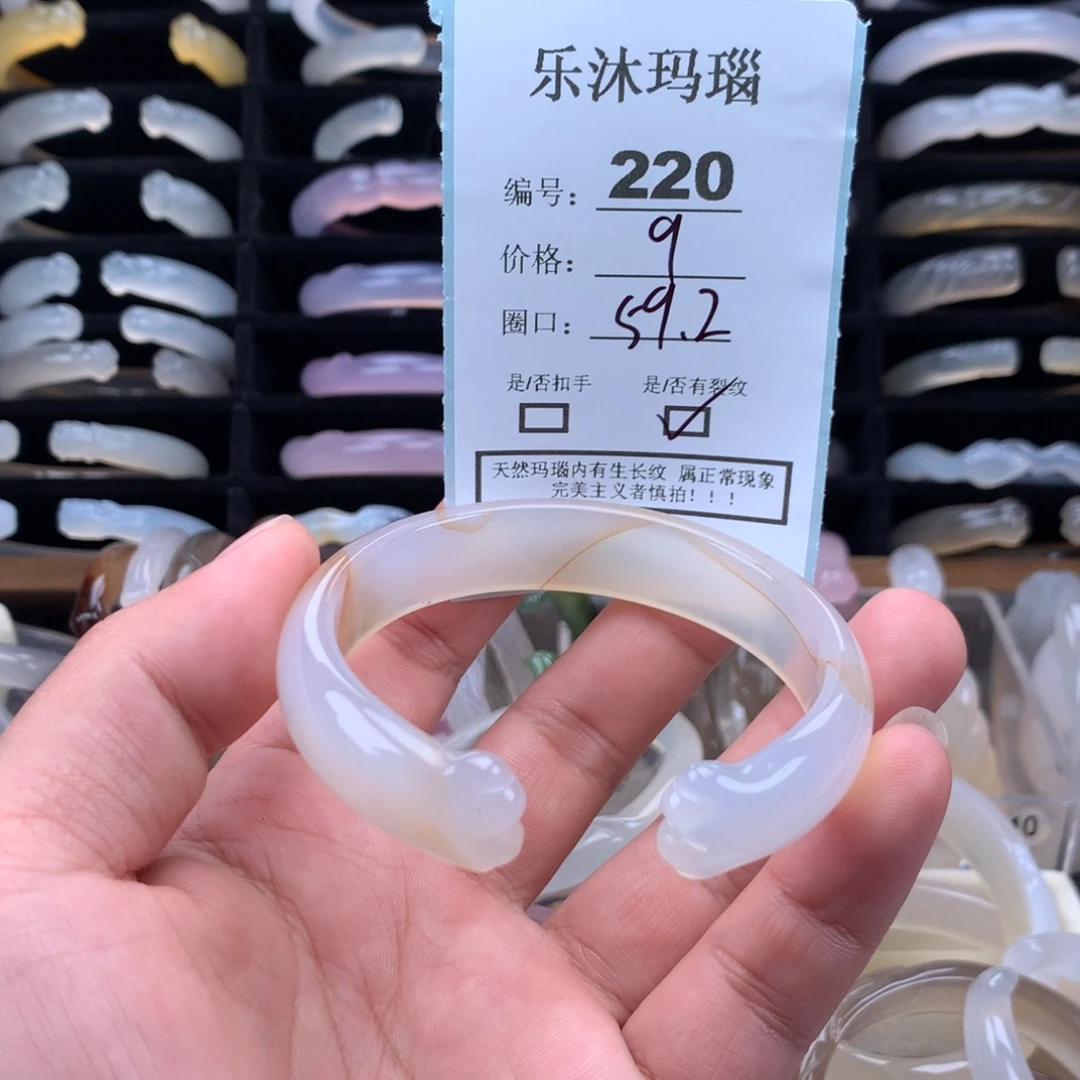 乐沐玛瑙
编号: 220
价格: 9
圈口: 59.2
是/否扣手 是/否有裂纹
天然玛瑙内有生长纹 属正常现象
完美主义者慎拍!!!
10